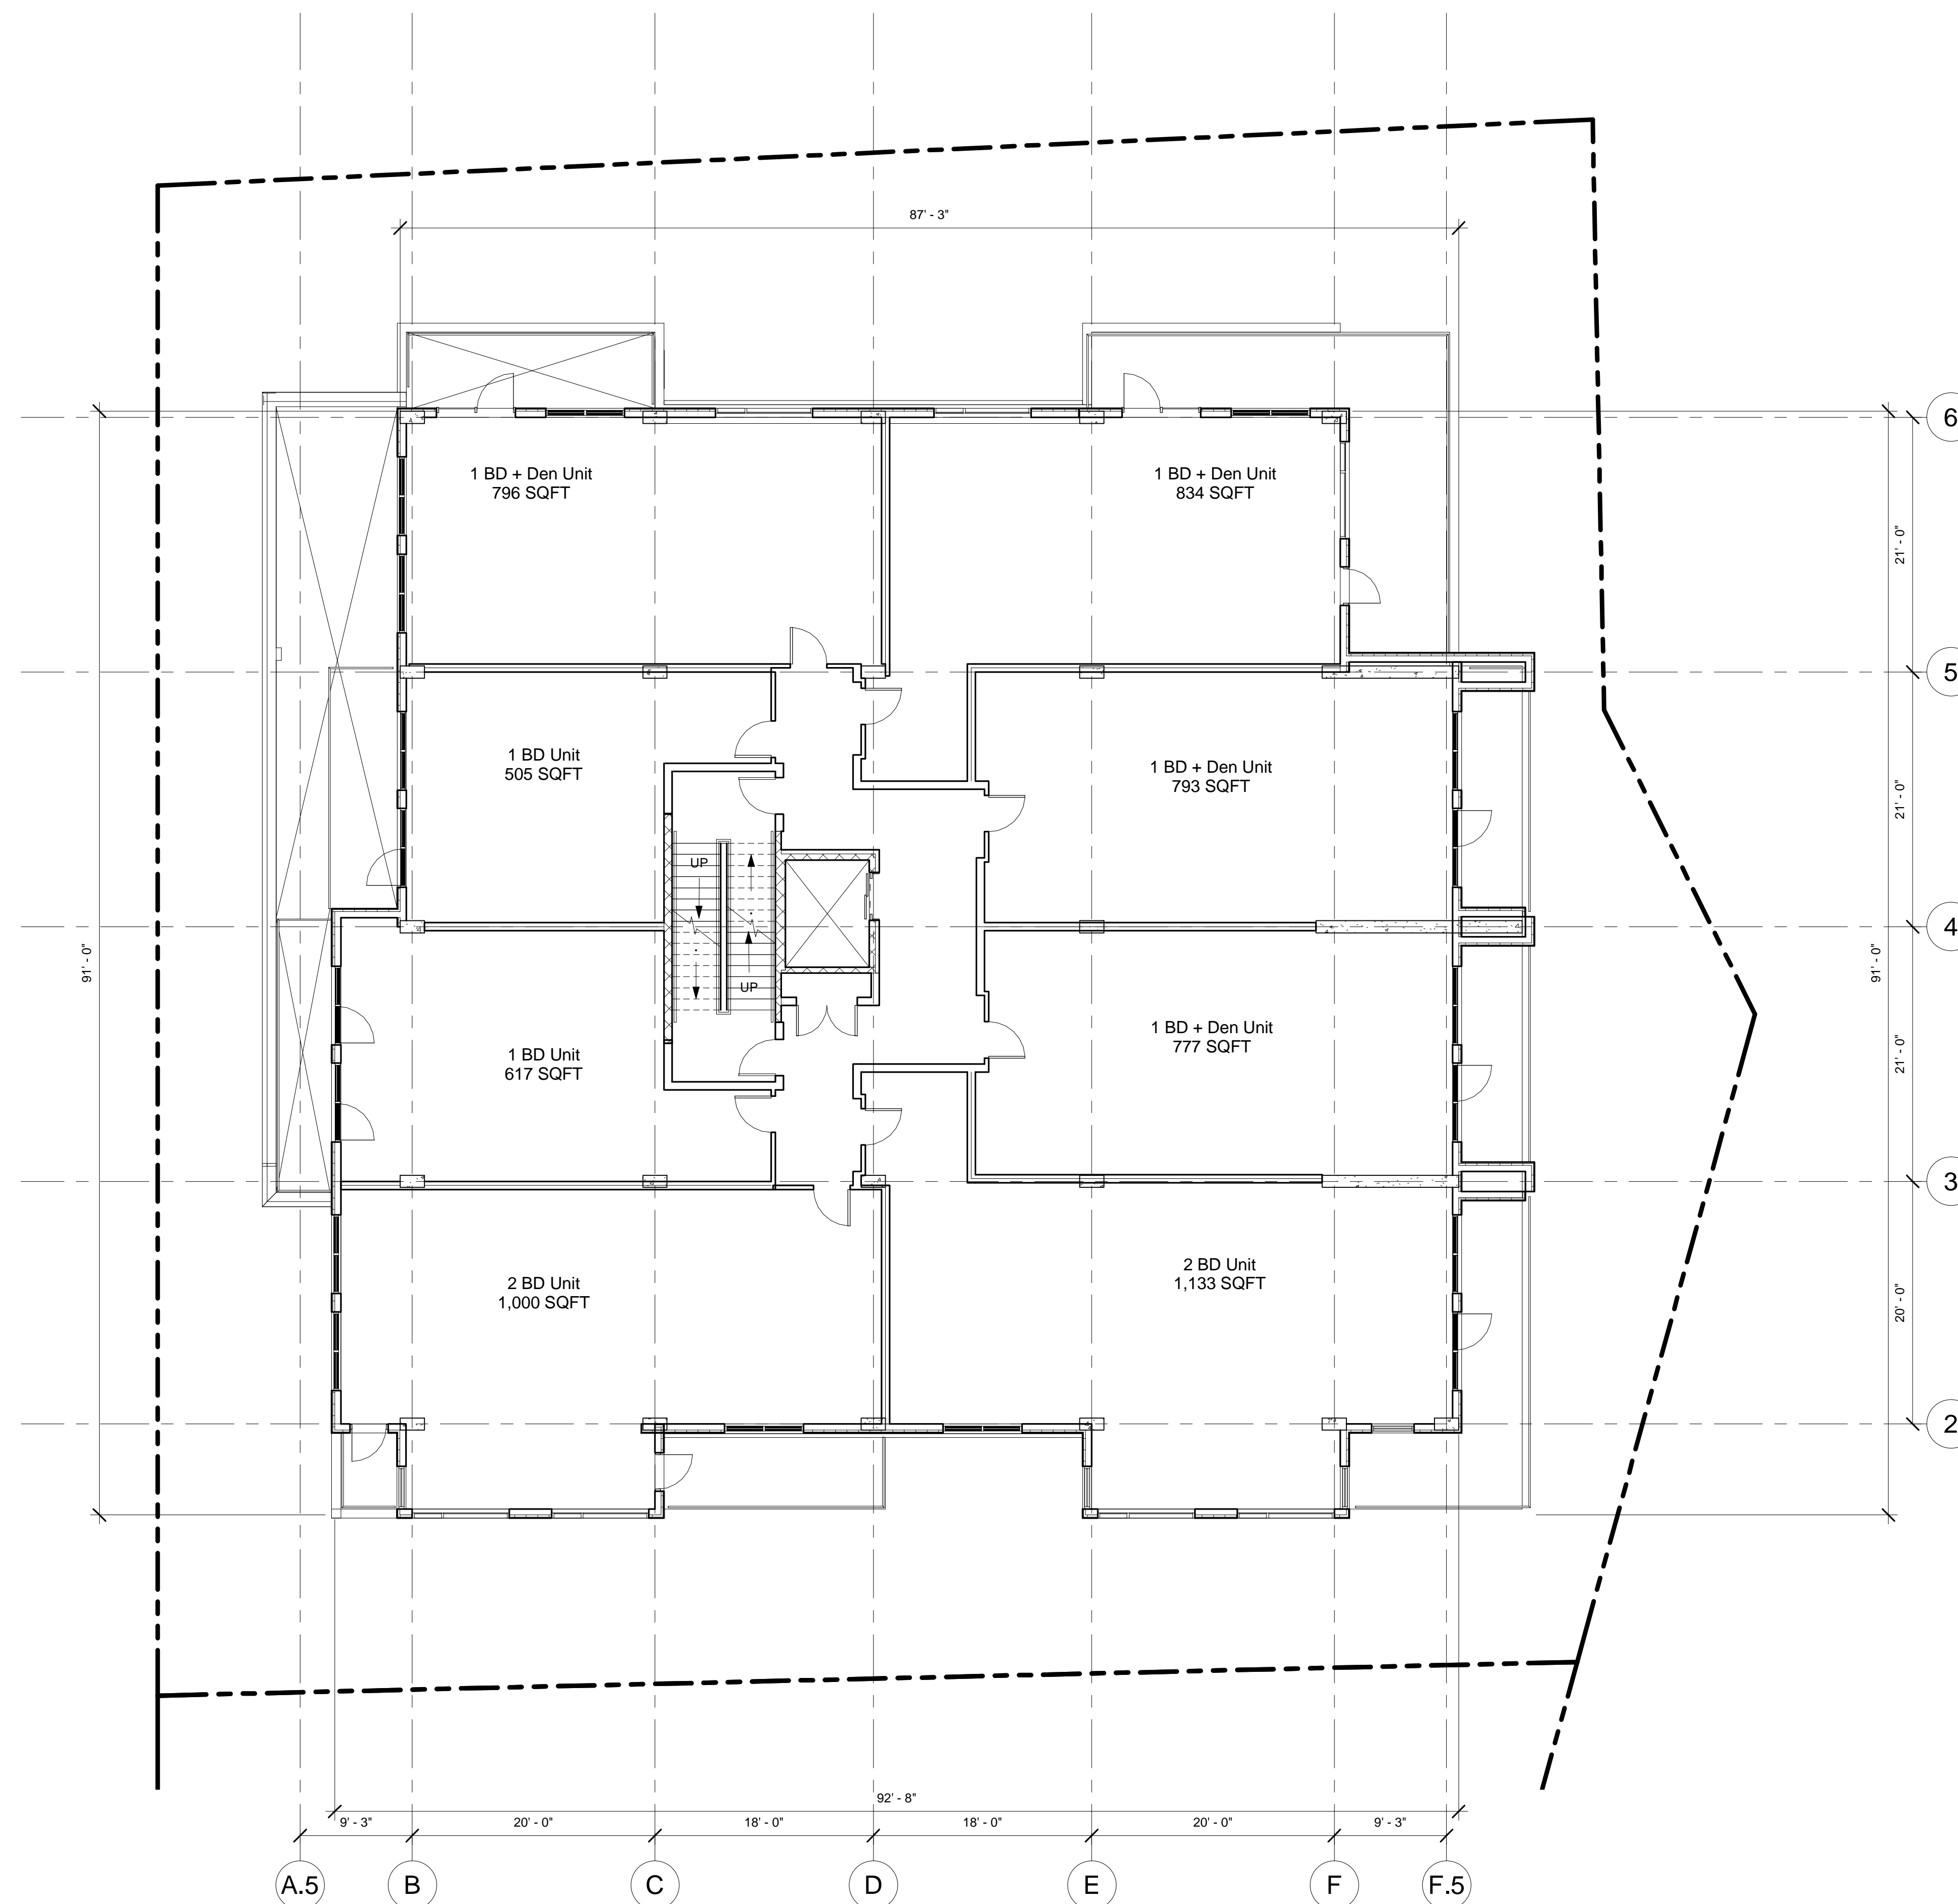 87' - 3"
6
1 BD + Den Unit
796 SQFT
1 BD + Den Unit
834 SQFT
21' - 0"
5
1 BD Unit
505 SQFT
1 BD + Den Unit
793 SQFT
21' - 0"
UP
4
91' - 0"
91' - 0"
UP
1 BD Unit
617 SQFT
1 BD + Den Unit
777 SQFT
21' - 0"
3
2 BD Unit
1,000 SQFT
2 BD Unit
1,133 SQFT
20' - 0"
2
92' - 8"
9' - 3"
20' - 0"
18' - 0"
18' - 0"
20' - 0"
9' - 3"
A.5
B
C
D
E
F
F.5